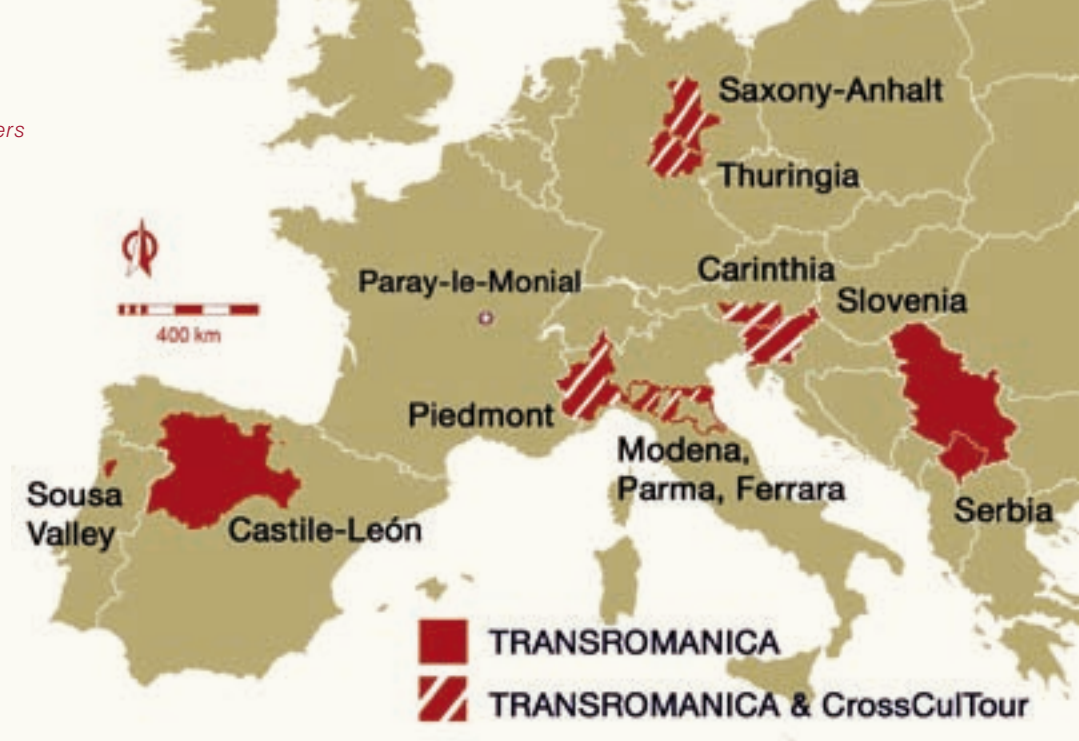 Saxony-Anhalt
ers
Thuringia
Carinthia
Paray-le-Monial
Slovenia
400 km
Piedmont
Modena,
Parma, Ferrara
Sousa
Valley
Castile-León
Serbia
TRANSROMANICA
TRANSROMANICA & CrossCulTour